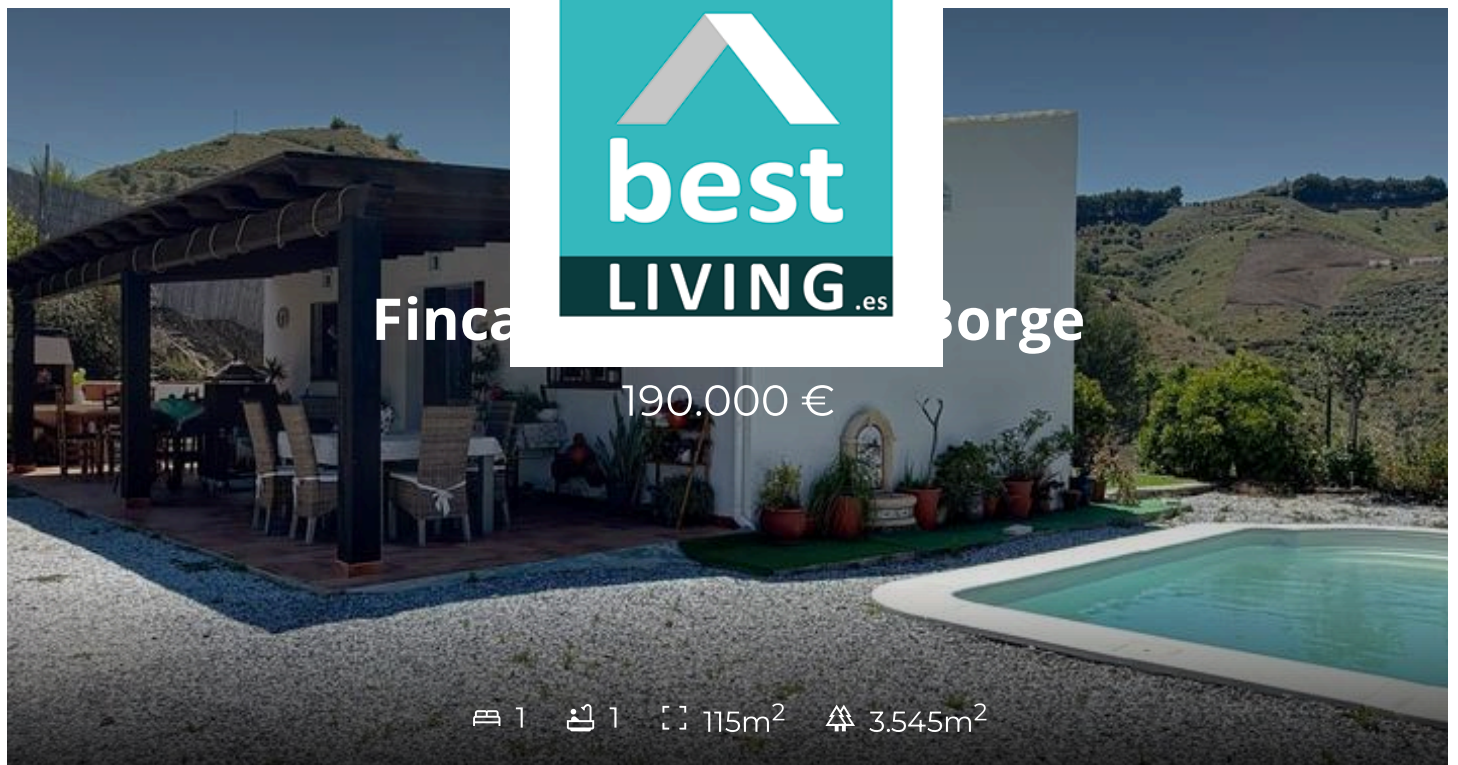 best
LIVING.es
Finca Borge
190.000 €
1 1 115m² 3.545m²